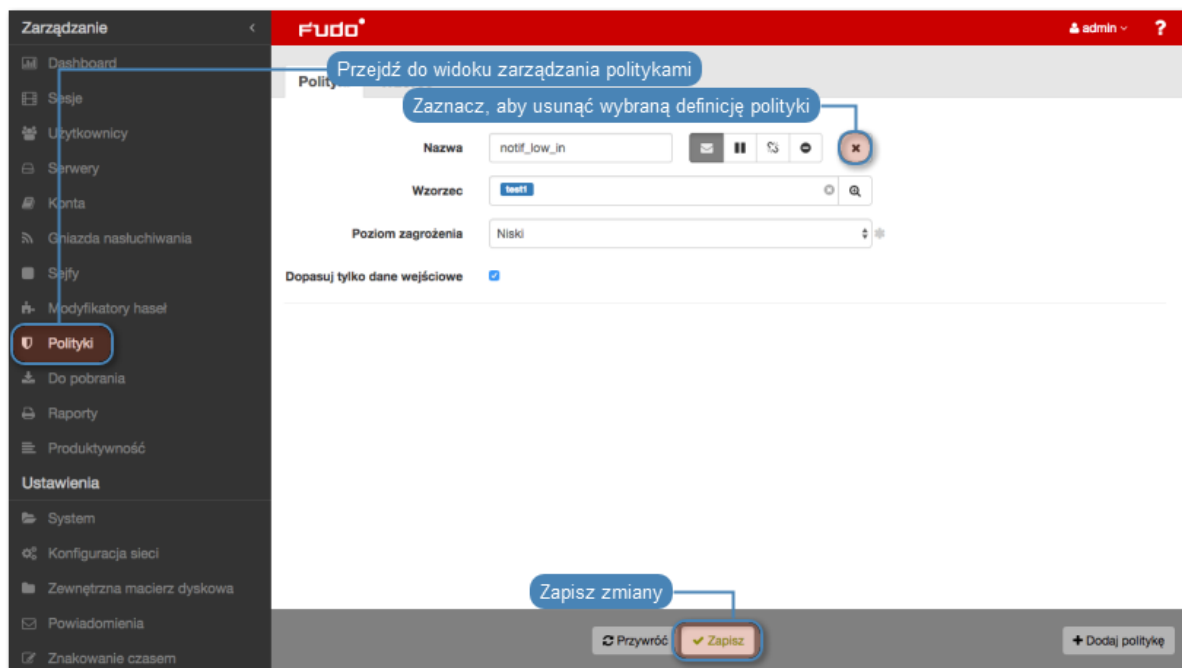 Zarządzanie
Fudo
admin
?
Dashboard
Sesje
Użytkownicy
Serwery
Konta
Gniazda nasłuchiwania
Sejfy
Modyfikatory haseł
Polityki
Do pobrania
Raporty
Produktywność
Ustawienia
System
Konfiguracja sieci
Zewnętrzna macierz dyskowa
Powiadomienia
Znakowanie czasem
Przejdź do widoku zarządzania politykami
Zaznacz, aby usunąć wybraną definicję polityki
Nazwa notif_low_in
Wzorzec test1
Poziom zagrożenia Niski
Dopasuj tylko dane wejściowe
Zapisz zmiany
Przywróć
Zapisz
Dodaj politykę